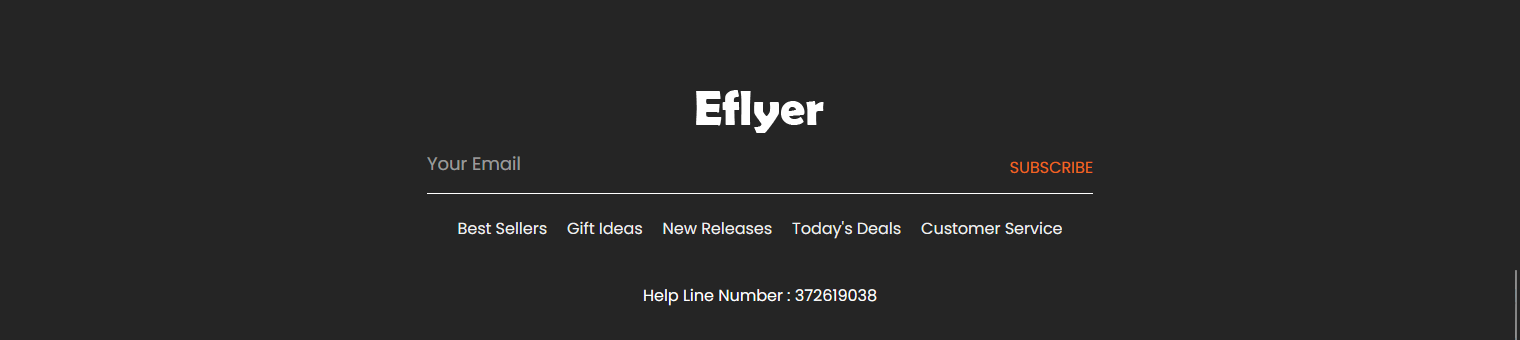 Eflyer
Your Email SUBSCRIBE
Best Sellers Gift Ideas New Releases Today's Deals Customer Service
Help Line Number : 372619038